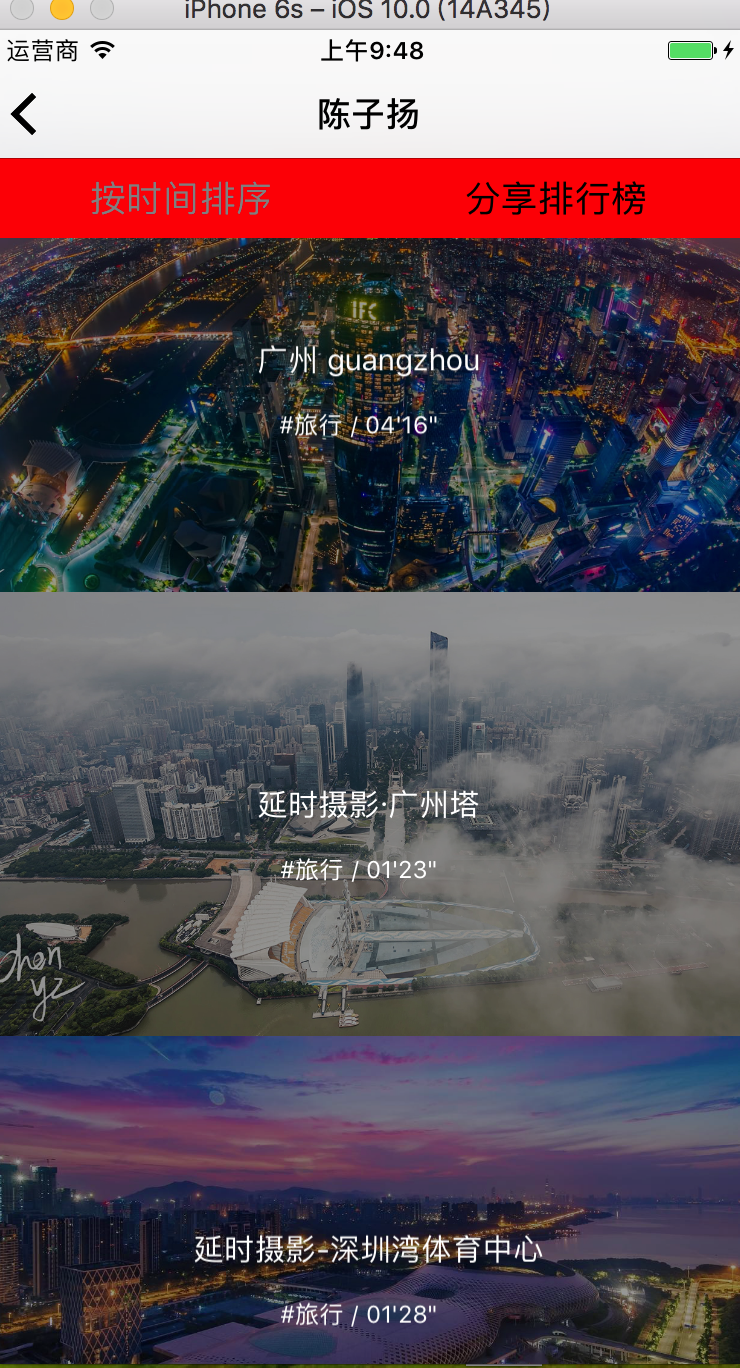 iPhone 6s – iOS 10.0 (14A345)
运营商 上午9:48
陈子扬
按时间排序 分享排行榜
IFC
广州 guangzhou
#旅行 / 04'16"
延时摄影·广州塔
#旅行 / 01'23"
chen
yz
延时摄影-深圳湾体育中心
#旅行 / 01'28"